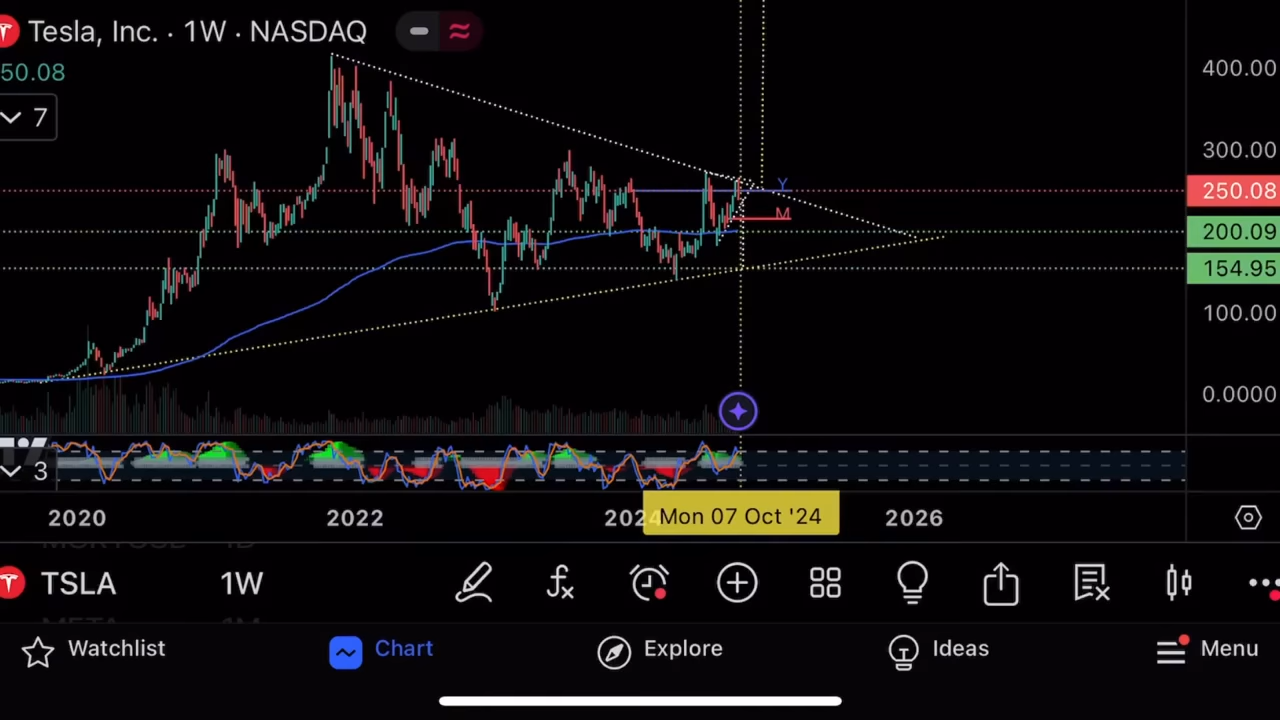 Tesla, Inc. · 1W · NASDAQ
50.08
7
400.00
300.00
Y
250.08
M
200.09
154.95
100.00
0.0000
3
2020
2022
2024
Mon 07 Oct '24
2026
TSLA
1W
Watchlist
Chart
Explore
Ideas
Menu